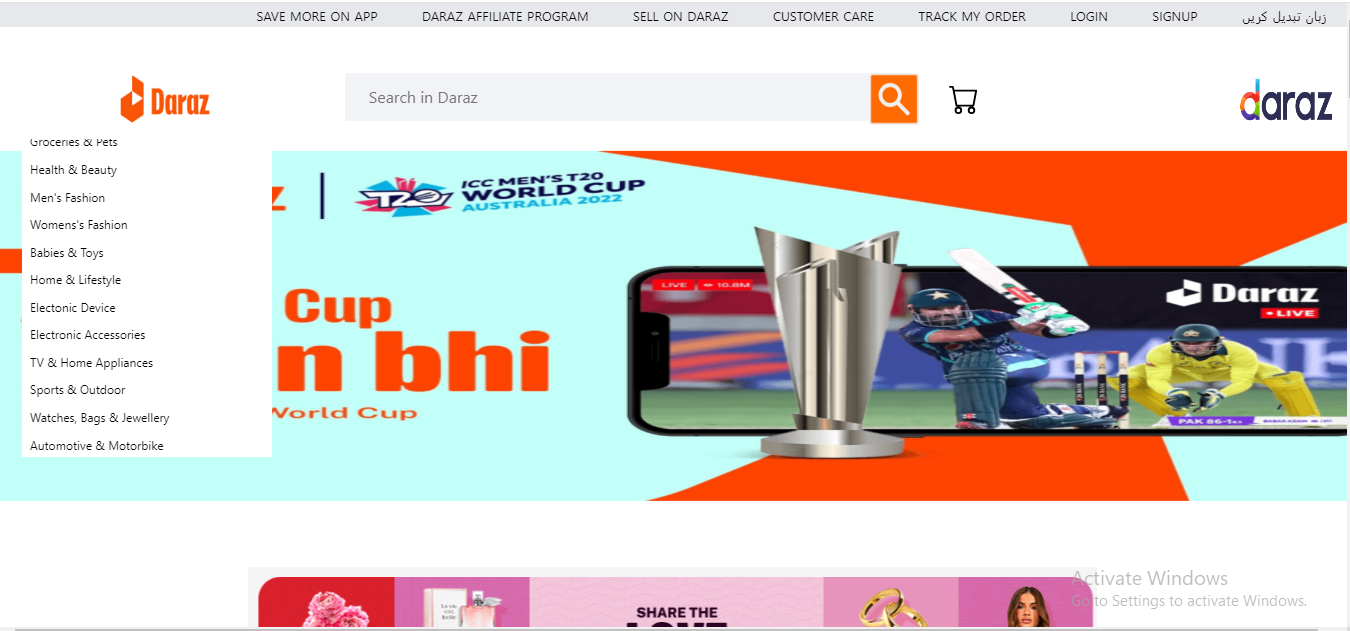 SAVE MORE ON APP DARAZ AFFILIATE PROGRAM SELL ON DARAZ CUSTOMER CARE TRACK MY ORDER LOGIN SIGNUP زبان تبدیل کریں
Daraz
Search in Daraz
daraz
Groceries & Pets
Health & Beauty
Men's Fashion
Womens's Fashion
Babies & Toys
Home & Lifestyle
Electonic Device
Electronic Accessories
TV & Home Appliances
Sports & Outdoor
Watches, Bags & Jewellery
Automotive & Motorbike
T20
ICC MEN'S T20
WORLD CUP
AUSTRALIA 2022
Cup
n bhi
World Cup
LIVE 10.8M
Daraz
LIVE
PAK 86-1
SHARE THE
LOVE
Activate Windows
Go to Settings to activate Windows.